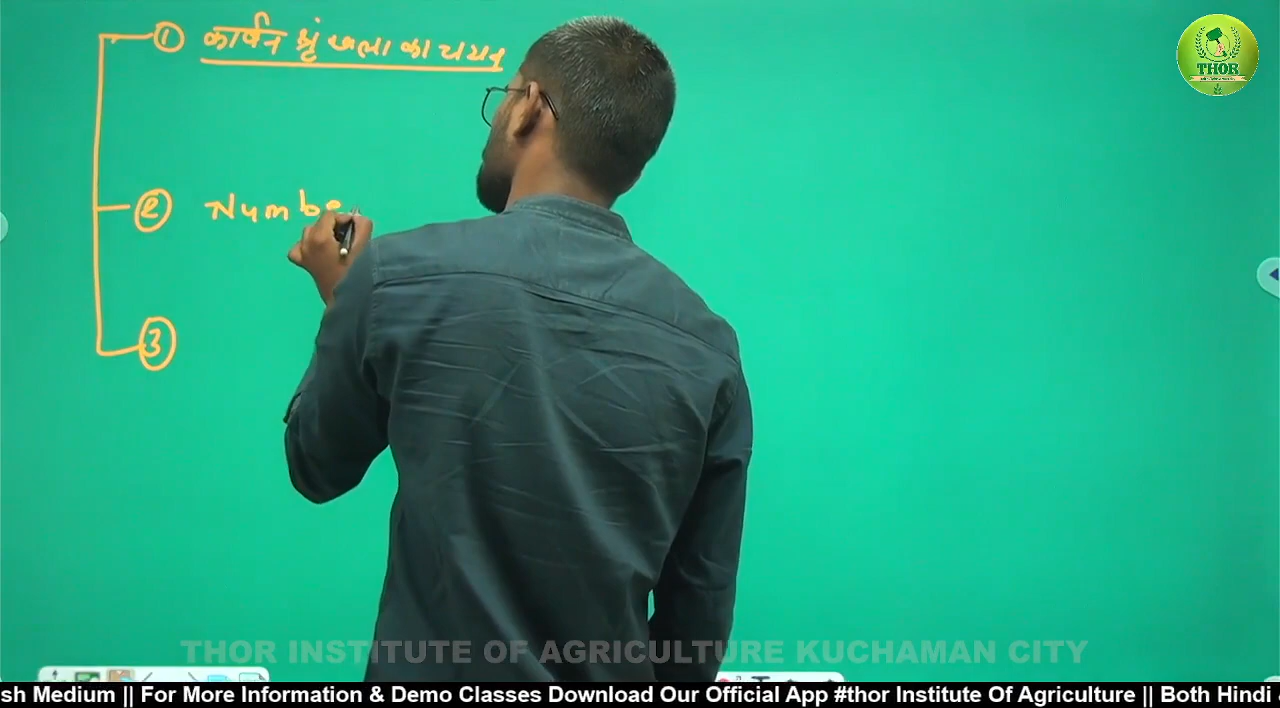 ① कार्बन श्रृंखला का चयन
THOR
② Numbe
③
THOR INSTITUTE OF AGRICULTURE KUCHAMAN CITY
sh Medium || For More Information & Demo Classes Download Our Official App #thor Institute Of Agriculture || Both Hindi